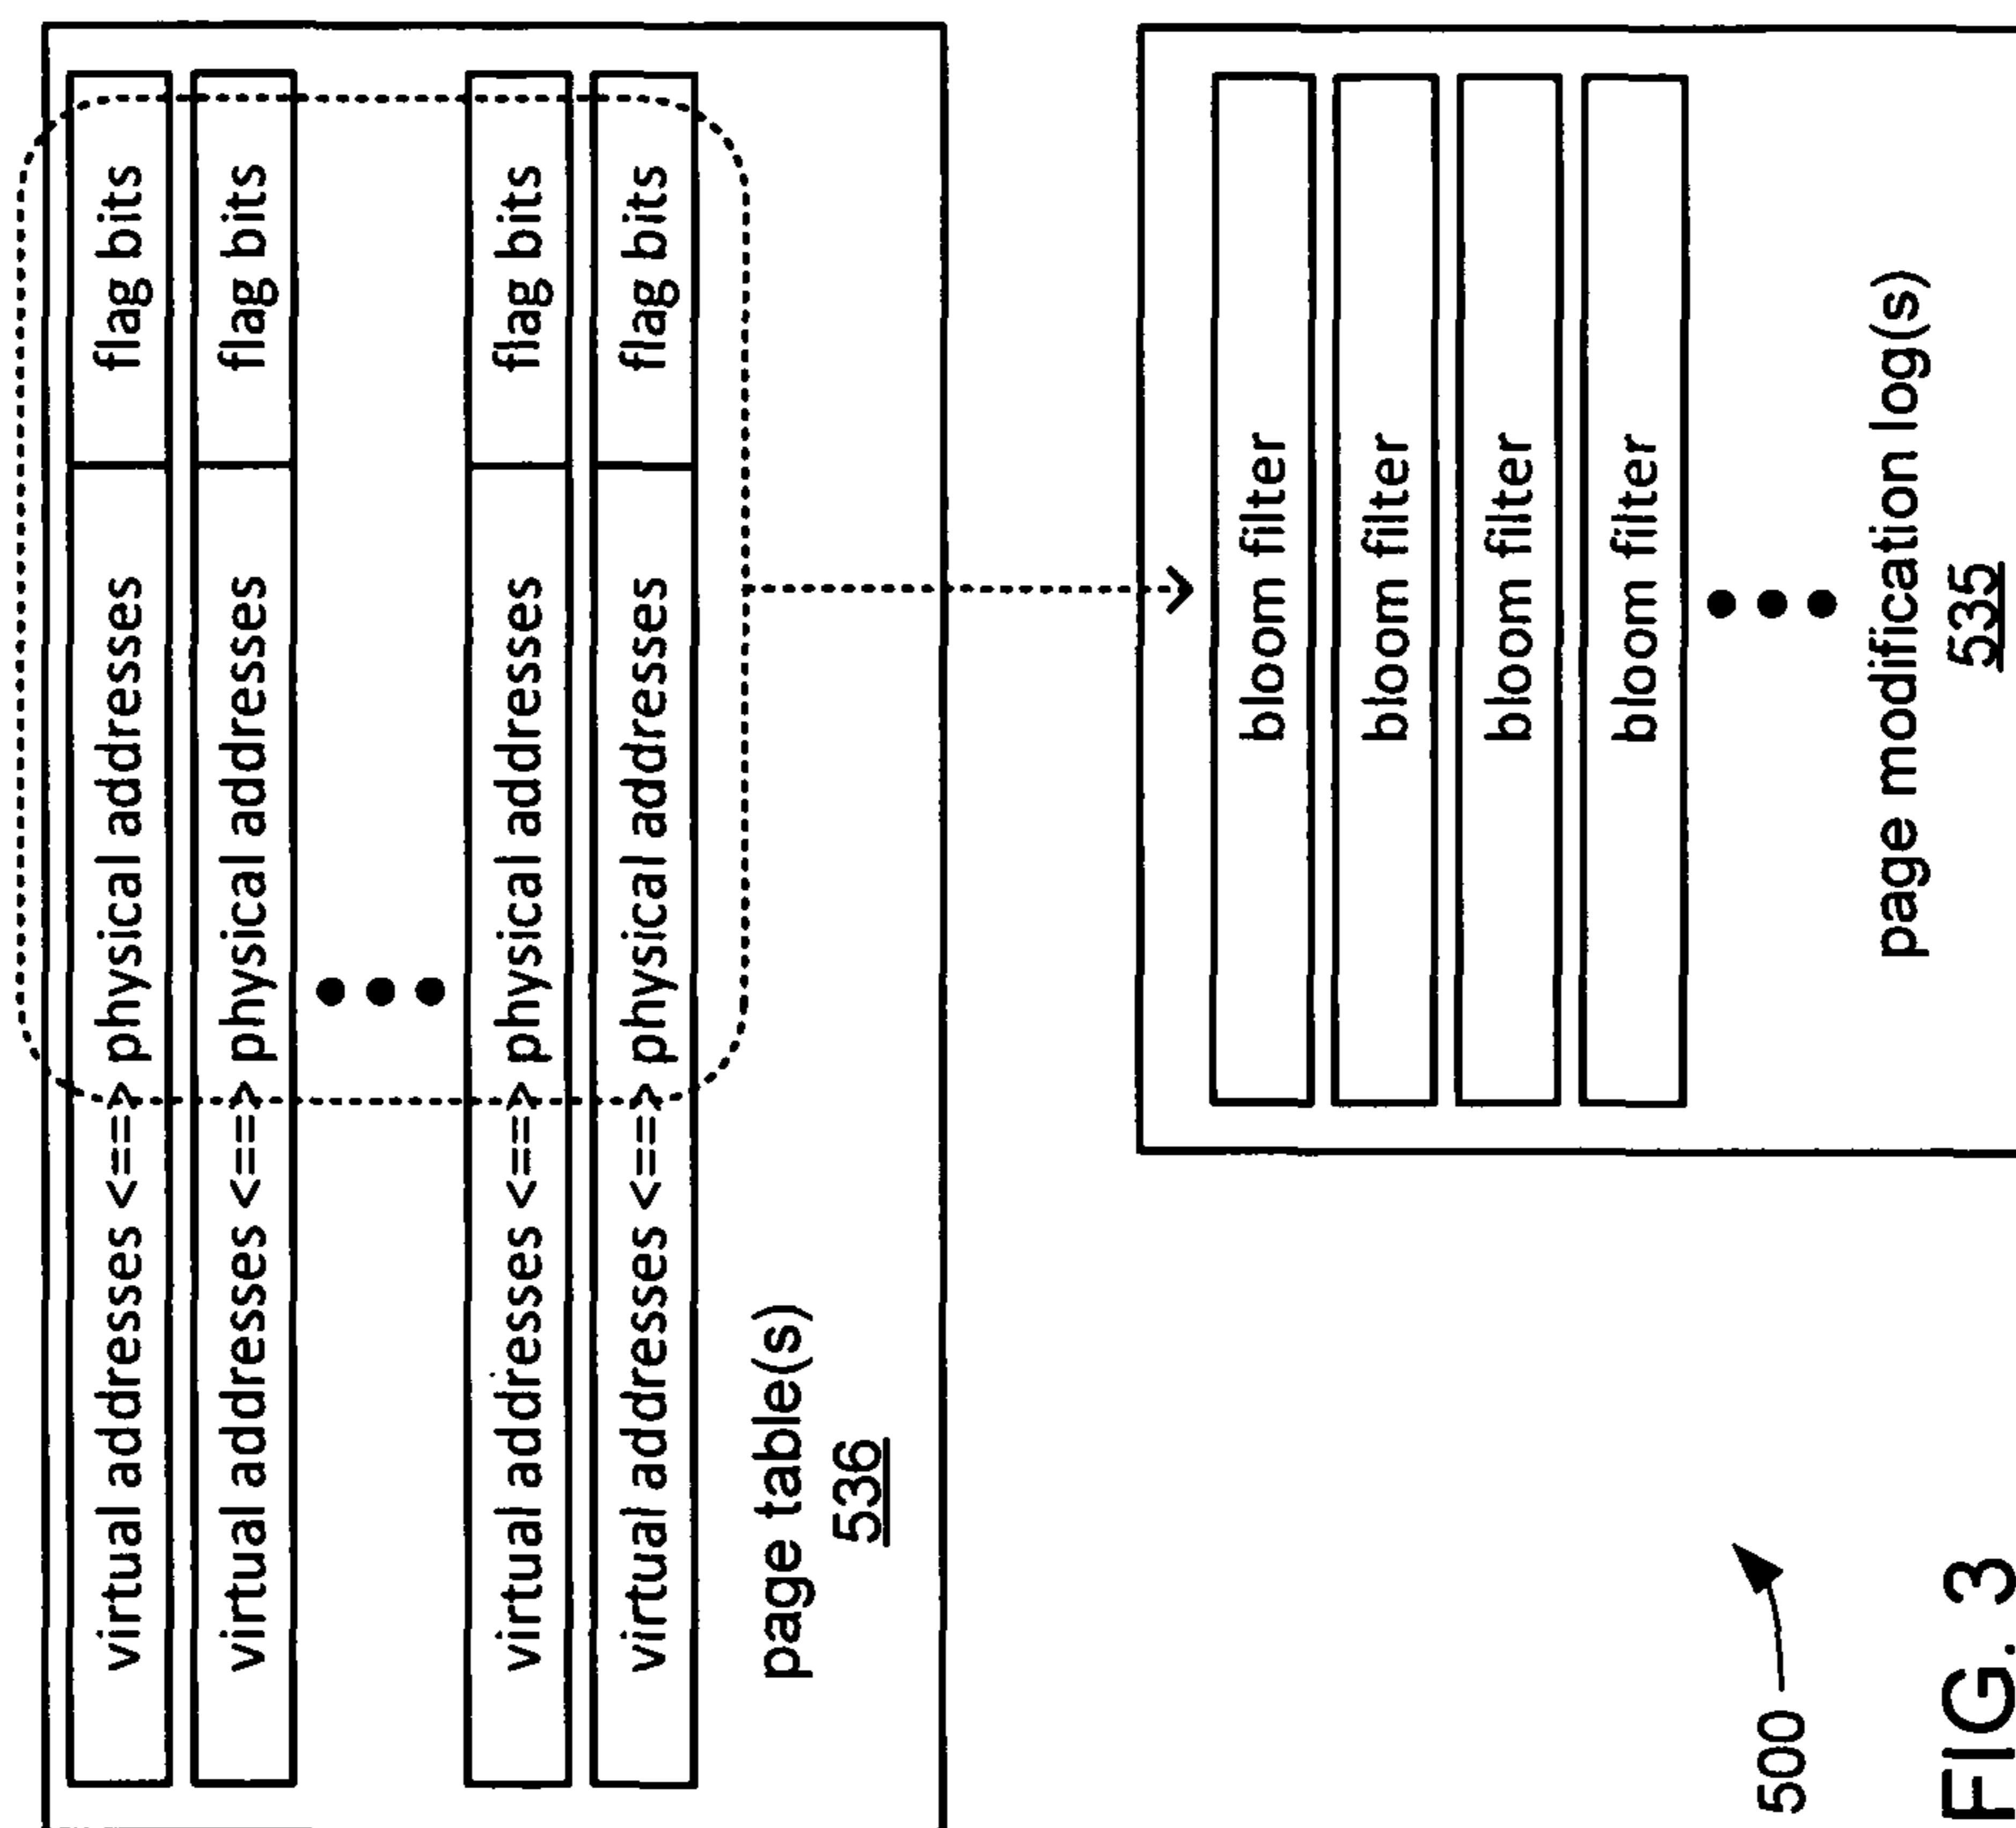 virtual addresses <==> physical addresses flag bits
virtual addresses <==> physical addresses flag bits
virtual addresses <==> physical addresses flag bits
virtual addresses <==> physical addresses flag bits
page table(s)
536
bloom filter
bloom filter
bloom filter
bloom filter
page modification log(s)
535
500
FIG. 3